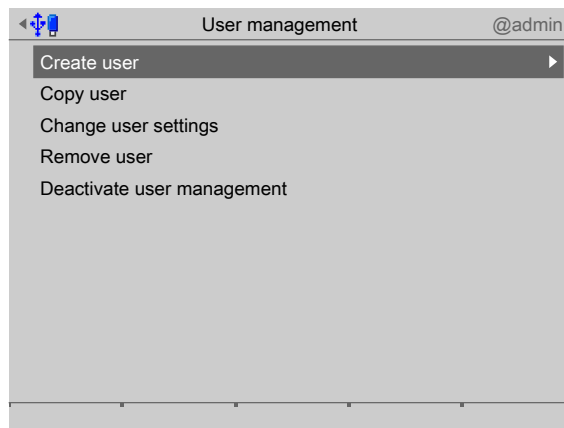 User management @admin
Create user
Copy user
Change user settings
Remove user
Deactivate user management